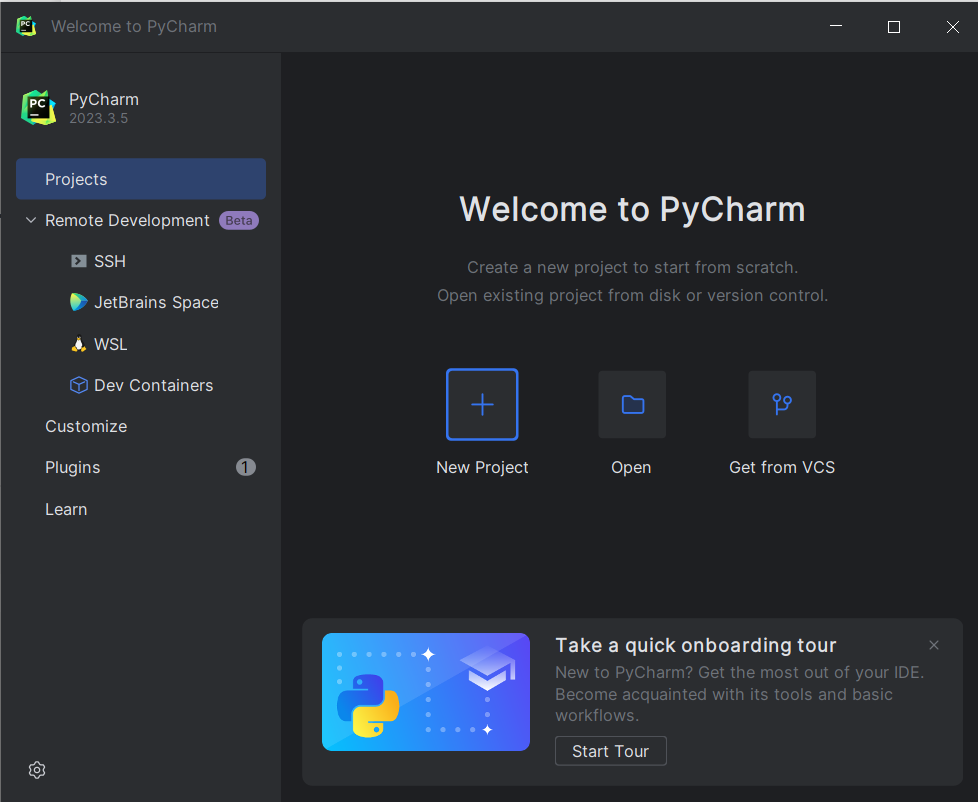 Welcome to PyCharm
PC
PyCharm
2023.3.5
Projects
Remote Development Beta
SSH
JetBrains Space
WSL
Dev Containers
Customize
Plugins 1
Learn
Welcome to PyCharm
Create a new project to start from scratch.
Open existing project from disk or version control.
New Project
Open
Get from VCS
Take a quick onboarding tour
New to PyCharm? Get the most out of your IDE.
Become acquainted with its tools and basic
workflows.
Start Tour